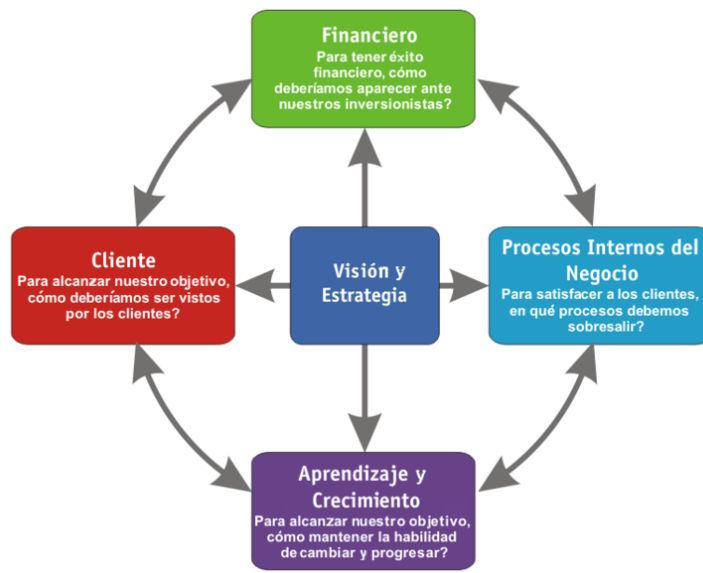 Financiero
Para tener éxito
financiero, cómo
deberíamos aparecer ante
nuestros inversionistas?
Cliente
Para alcanzar nuestro objetivo,
cómo deberíamos ser vistos
por los clientes?
Visión y
Estrategia
Procesos Internos del
Negocio
Para satisfacer a los clientes,
en qué procesos debemos
sobresalir?
Aprendizaje y
Crecimiento
Para alcanzar nuestro objetivo,
cómo mantener la habilidad
de cambiar y progresar?